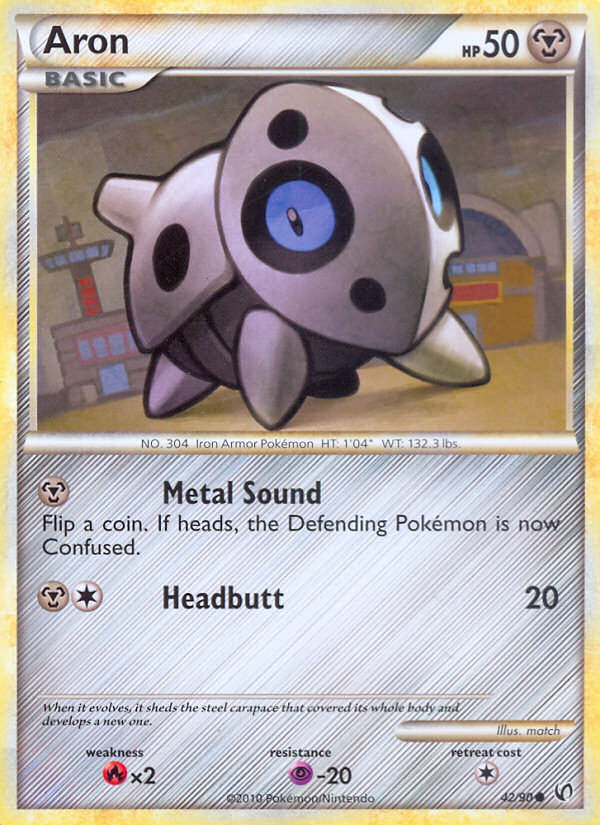 Aron
HP 50
BASIC
NO. 304 Iron Armor Pokémon HT: 1'04" WT: 132.3 lbs.
Metal Sound
Flip a coin. If heads, the Defending Pokémon is now
Confused.
Headbutt 20
When it evolves, it sheds the steel carapace that covered its whole body and
develops a new one.
Illus. match
weakness resistance retreat cost
×2 -20
©2010 Pokémon/Nintendo 42/90